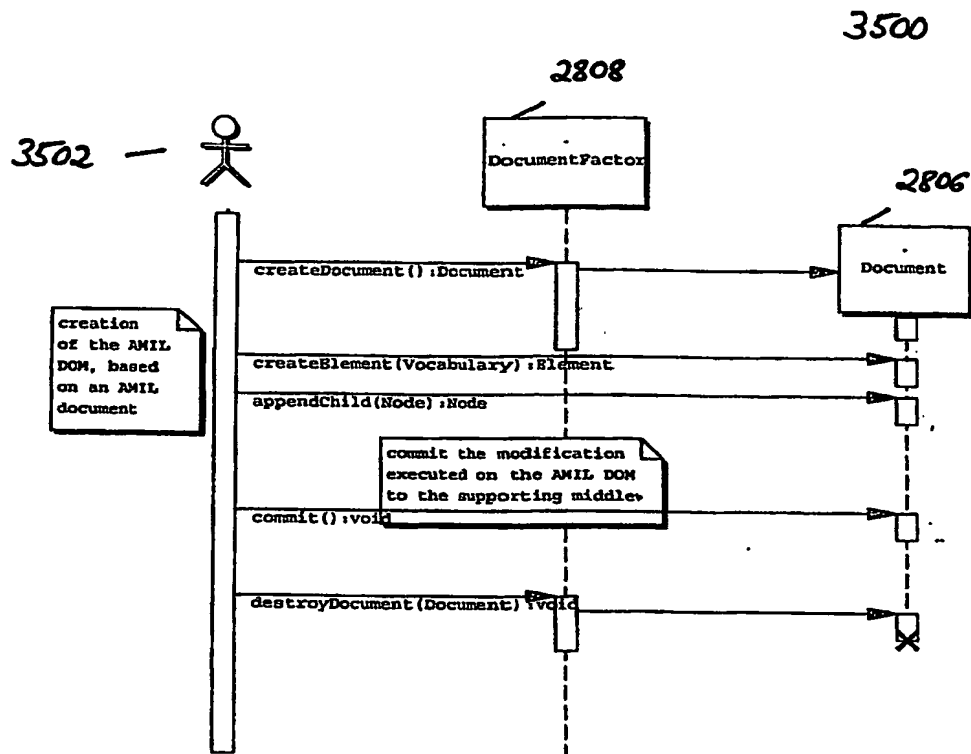 3500
2808
3502
DocumentFactor
2806
createDocument():Document
Document
creation
of the AMIL
DOM, based
on an AMIL
document
createElement(Vocabulary):Element
appendChild(Node):Node
commit the modification
executed on the AMIL DOM
to the supporting middlew
commit():void
destroyDocument(Document):void